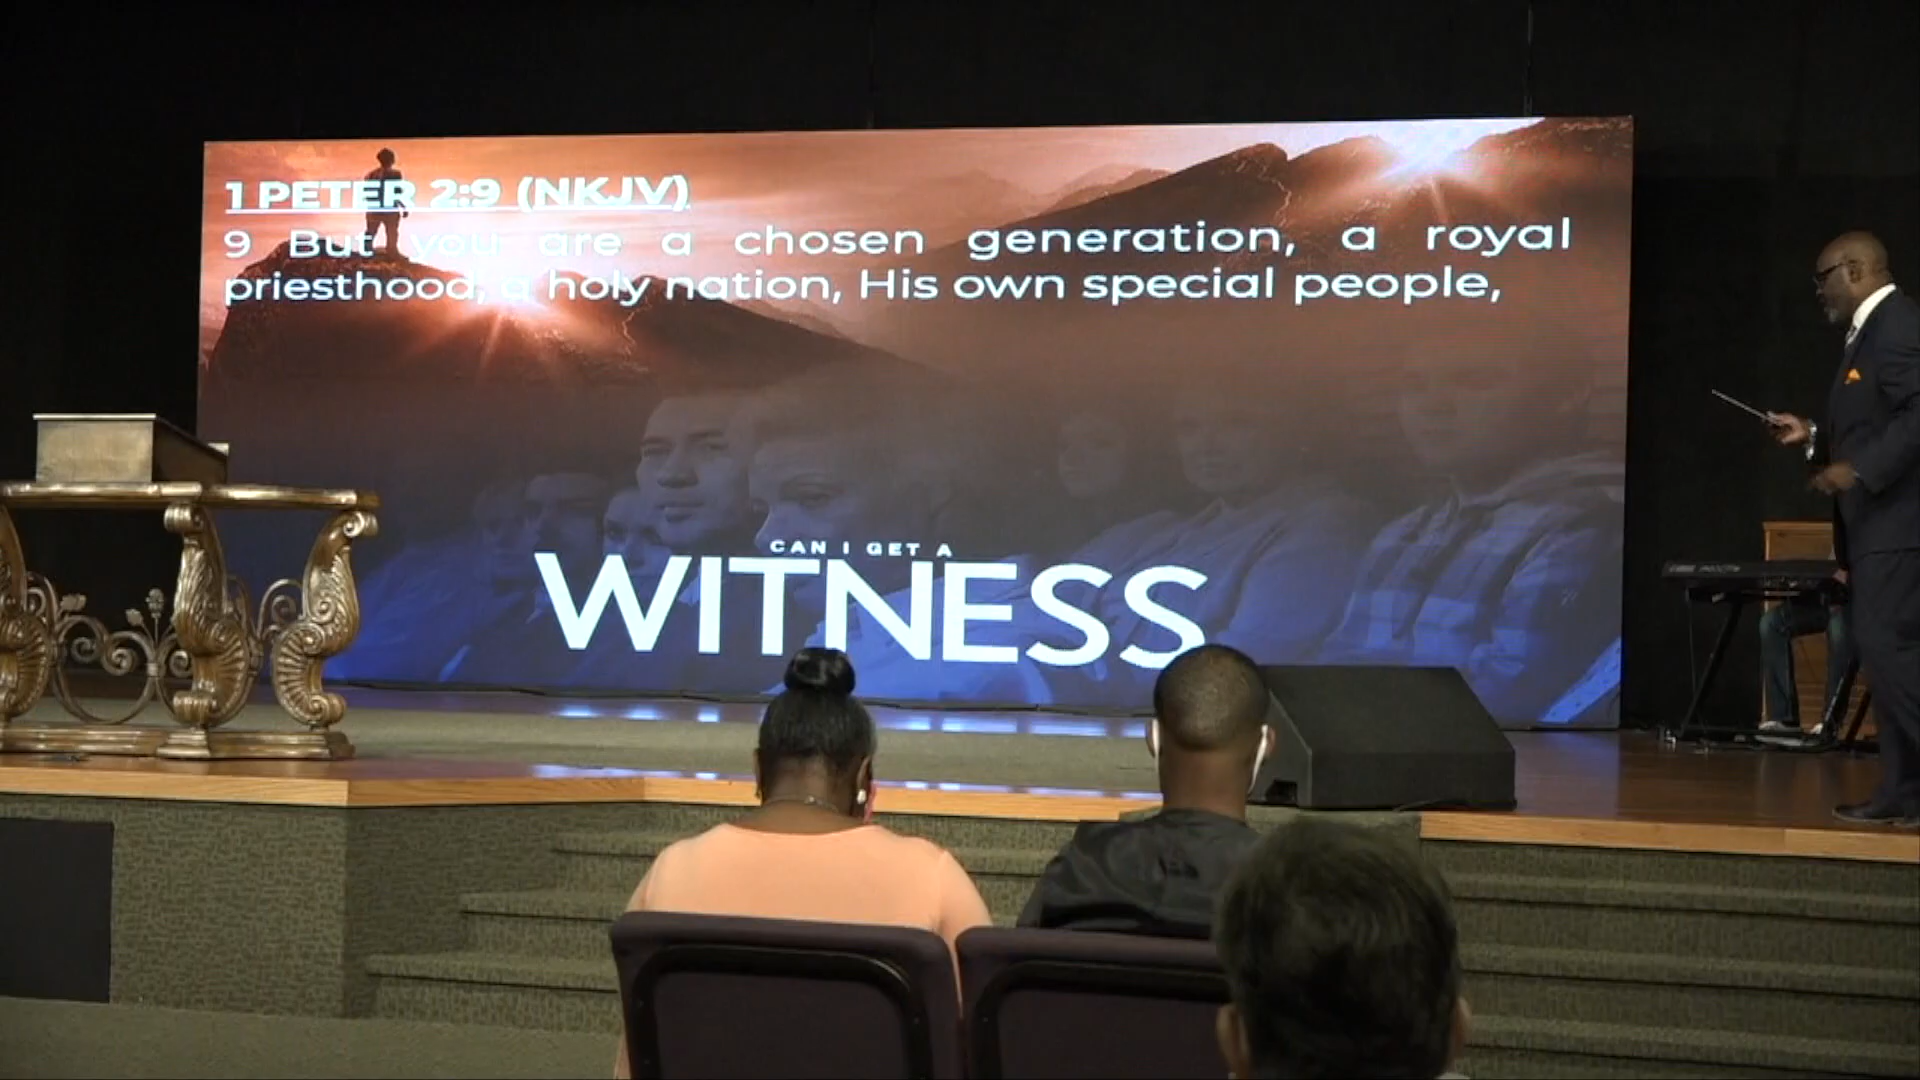 1 PETER 2:9 (NKJV)
9 But you are a chosen generation, a royal
priesthood, a holy nation, His own special people,
CAN I GET A
WITNESS